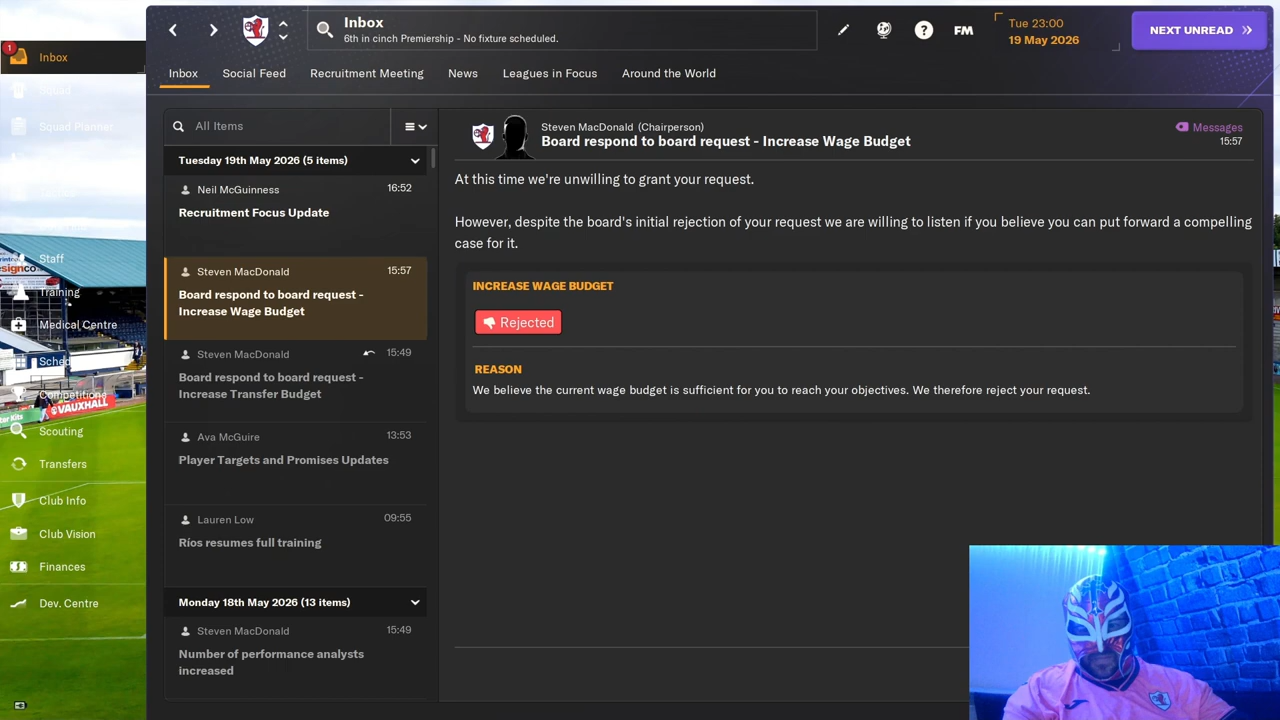 Inbox
6th in cinch Premiership - No fixture scheduled.
FM
Tue 23:00
19 May 2026
NEXT UNREAD
1
Inbox
Squad
Squad Planner
Staff
Training
Medical Centre
Sched
Competitions
Scouting
Transfers
Club Info
Club Vision
Finances
Dev. Centre
VAUXHALL
Inbox
Social Feed
Recruitment Meeting
News
Leagues in Focus
Around the World
All Items
Tuesday 19th May 2026 (5 items)
Neil McGuinness
16:52
Recruitment Focus Update
Steven MacDonald
15:57
Board respond to board request -
Increase Wage Budget
Steven MacDonald
15:49
Board respond to board request -
Increase Transfer Budget
Ava McGuire
13:53
Player Targets and Promises Updates
Lauren Low
09:55
Ríos resumes full training
Monday 18th May 2026 (13 items)
Steven MacDonald
15:49
Number of performance analysts
increased
Steven MacDonald (Chairperson)
Board respond to board request - Increase Wage Budget
Messages
15:57
At this time we're unwilling to grant your request.
However, despite the board's initial rejection of your request we are willing to listen if you believe you can put forward a compelling
case for it.
INCREASE WAGE BUDGET
Rejected
REASON
We believe the current wage budget is sufficient for you to reach your objectives. We therefore reject your request.